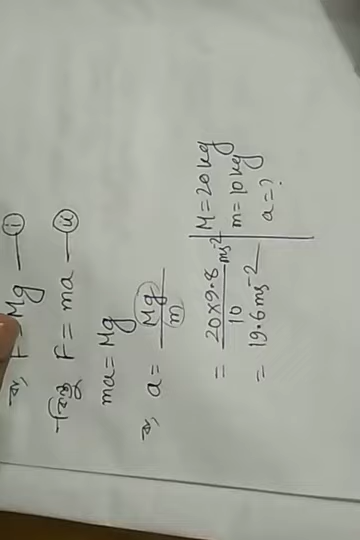 বা, F = Mg — (i)
কিন্তু F = ma — (ii)
ma = Mg
বা, a = Mg/m
= 20×9.8/10 ms⁻²
= 19.6 ms⁻²
M = 20 kg
m = 10 kg
a = ?